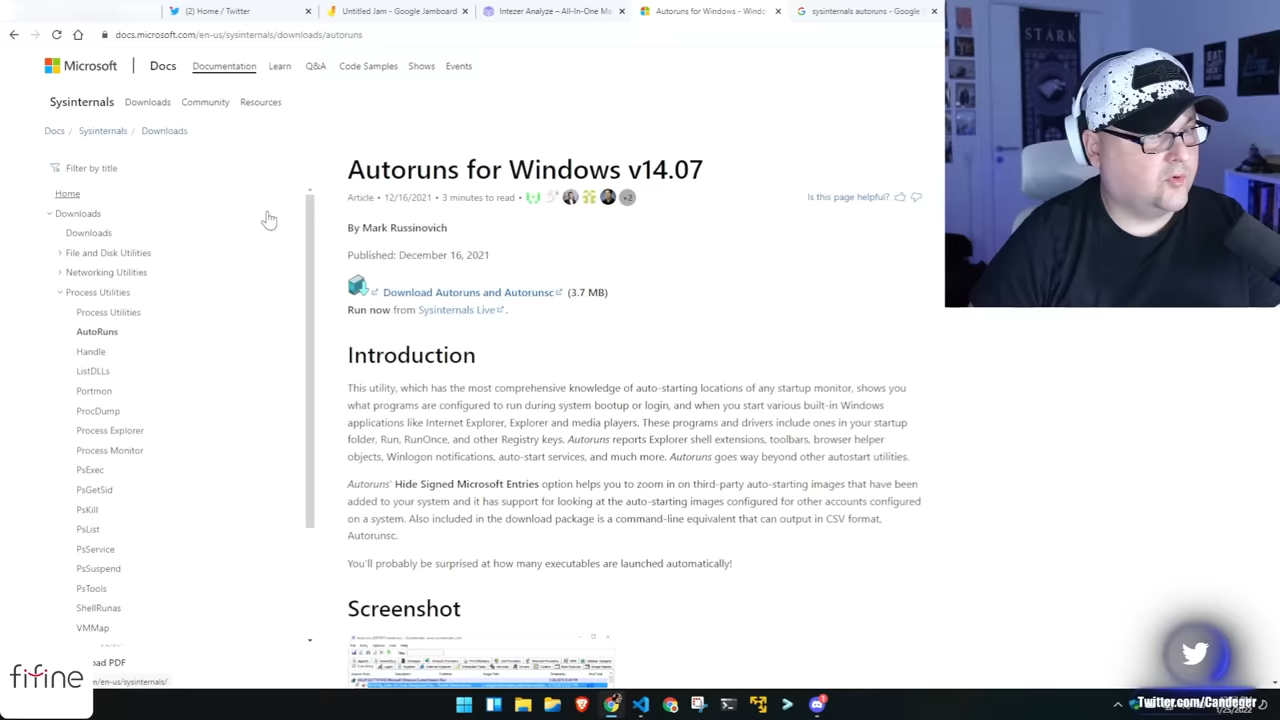 (2) Home / Twitter
Untitled Jam - Google Jamboard
Intezer Analyze – All-In-One Ma
Autoruns for Windows - Windo
sysinternals autoruns - Google
docs.microsoft.com/en-us/sysinternals/downloads/autoruns
Microsoft
Docs
Documentation
Learn
Q&A
Code Samples
Shows
Events
Sysinternals
Downloads
Community
Resources
Docs / Sysinternals / Downloads
Filter by title
Home
Downloads
Downloads
File and Disk Utilities
Networking Utilities
Process Utilities
Process Utilities
AutoRuns
Handle
ListDLLs
Portmon
ProcDump
Process Explorer
Process Monitor
PsExec
PsGetSid
PsKill
PsList
PsService
PsSuspend
PsTools
ShellRunas
VMMap
oad PDF
n/en-us/sysinternals/
Autoruns for Windows v14.07
Article • 12/16/2021 • 3 minutes to read •
+2
Is this page helpful?
By Mark Russinovich
Published: December 16, 2021
Download Autoruns and Autorunsc (3.7 MB)
Run now from Sysinternals Live .
Introduction
This utility, which has the most comprehensive knowledge of auto-starting locations of any startup monitor, shows you
what programs are configured to run during system bootup or login, and when you start various built-in Windows
applications like Internet Explorer, Explorer and media players. These programs and drivers include ones in your startup
folder, Run, RunOnce, and other Registry keys. Autoruns reports Explorer shell extensions, toolbars, browser helper
objects, Winlogon notifications, auto-start services, and much more. Autoruns goes way beyond other autostart utilities.
Autoruns' Hide Signed Microsoft Entries option helps you to zoom in on third-party auto-starting images that have been
added to your system and it has support for looking at the auto-starting images configured for other accounts configured
on a system. Also included in the download package is a command-line equivalent that can output in CSV format,
Autorunsc.
You'll probably be surprised at how many executables are launched automatically!
Screenshot
STARK
fifine
Twitter.com/Candeger
1/25/2022